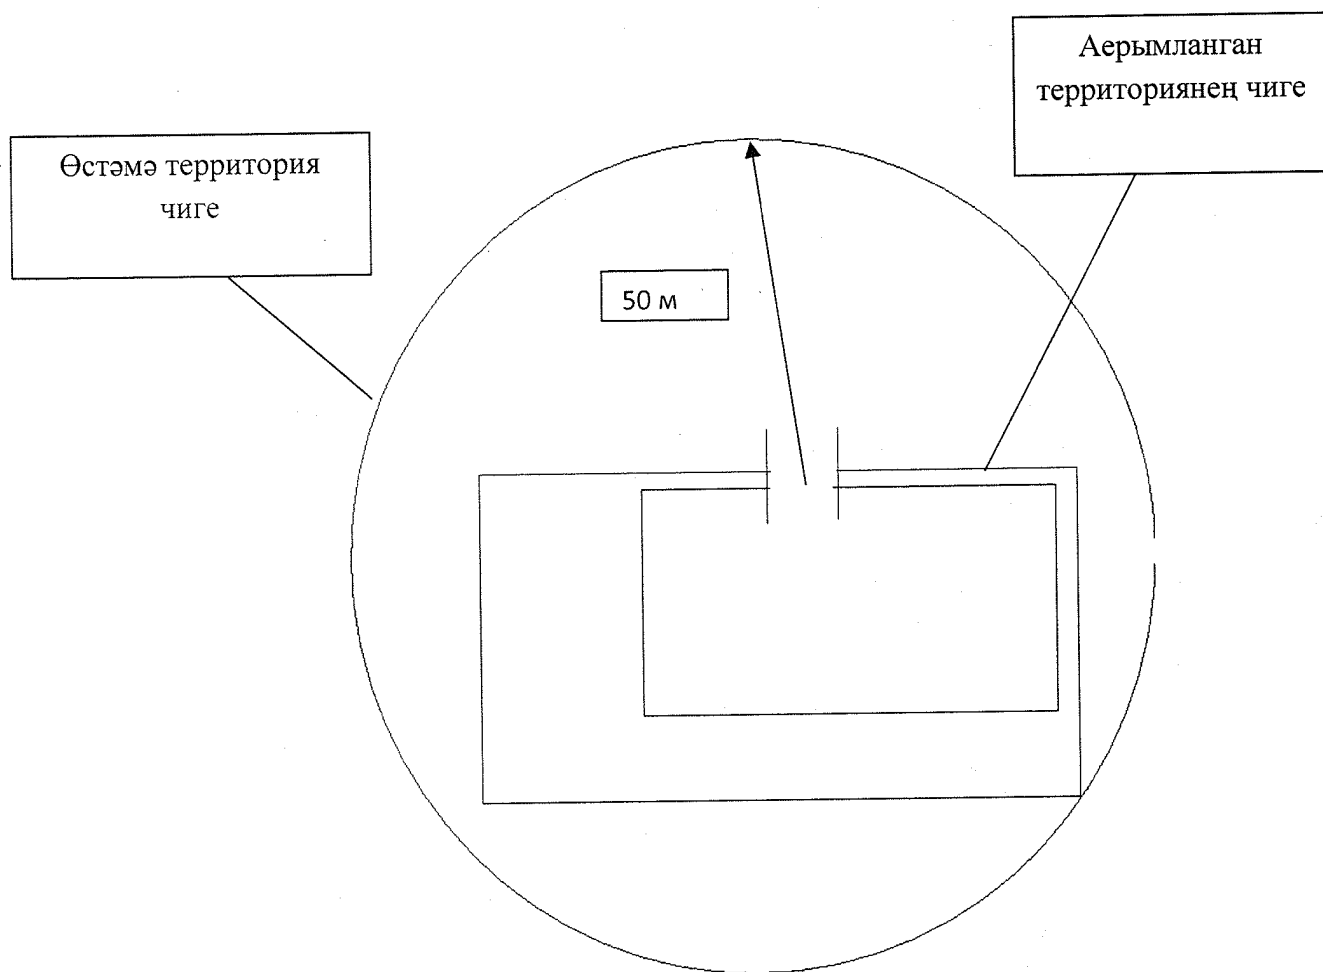 Аерымланган
территориянең чиге
Өстәмә территория
чиге
50 м